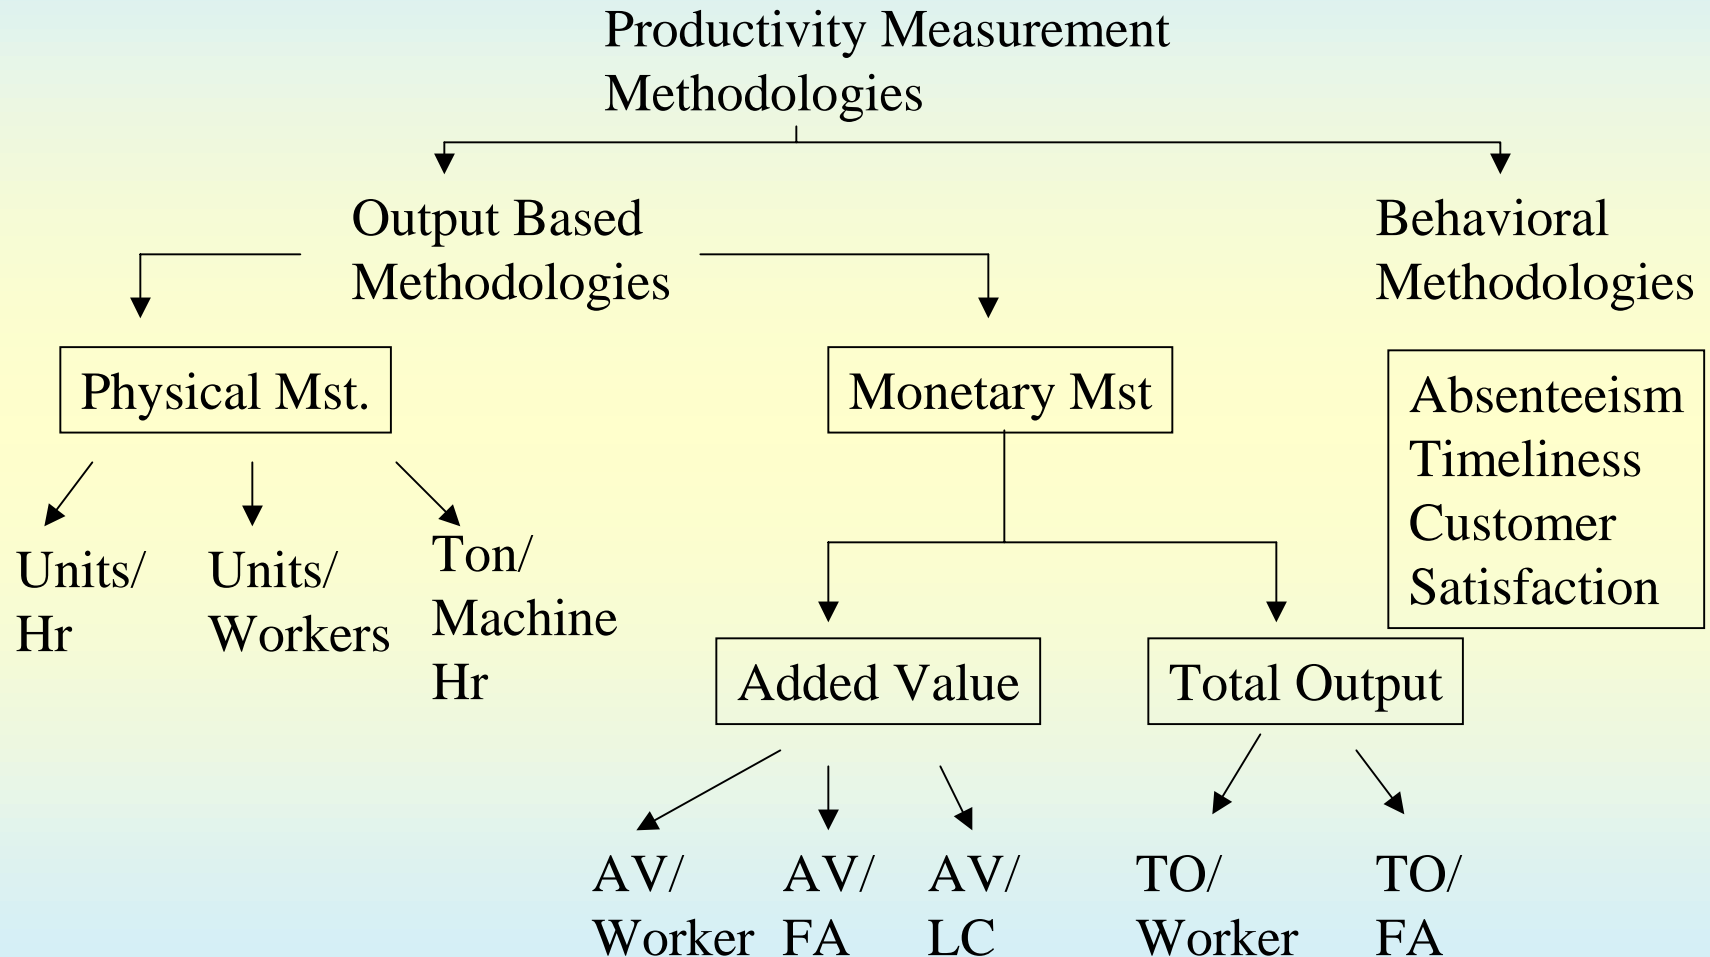 Productivity Measurement
Methodologies
Output Based
Methodologies
Behavioral
Methodologies
Physical Mst.
Monetary Mst
Absenteeism
Timeliness
Customer
Satisfaction
Units/
Hr
Units/
Workers
Ton/
Machine
Hr
Added Value
Total Output
AV/
Worker
AV/
FA
AV/
LC
TO/
Worker
TO/
FA